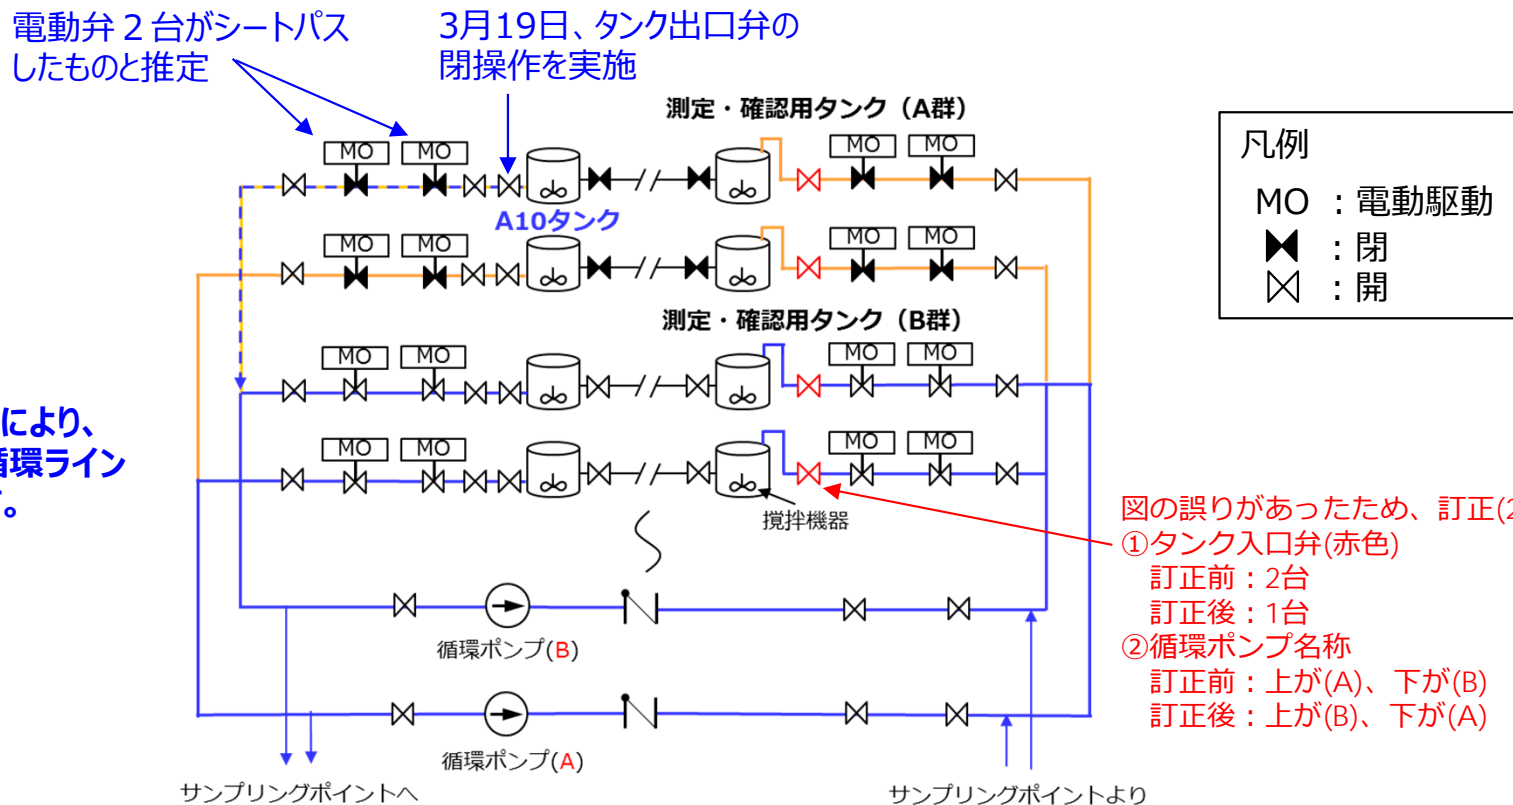 電動弁２台がシートパス
したものと推定
3月19日、タンク出口弁の
閉操作を実施
測定・確認用タンク（A群）
MO
MO
MO
MO
A10タンク
MO
MO
MO
MO
測定・確認用タンク（B群）
MO
MO
MO
MO
MO
MO
MO
MO
撹拌機器
循環ポンプ(B)
循環ポンプ(A)
サンプリングポイントへ
サンプリングポイントより
凡例
MO ：電動駆動
：閉
：開
により、
循環ライン
。
図の誤りがあったため、訂正(2
①タンク入口弁(赤色)
訂正前：2台
訂正後：1台
②循環ポンプ名称
訂正前：上が(A)、下が(B)
訂正後：上が(B)、下が(A)